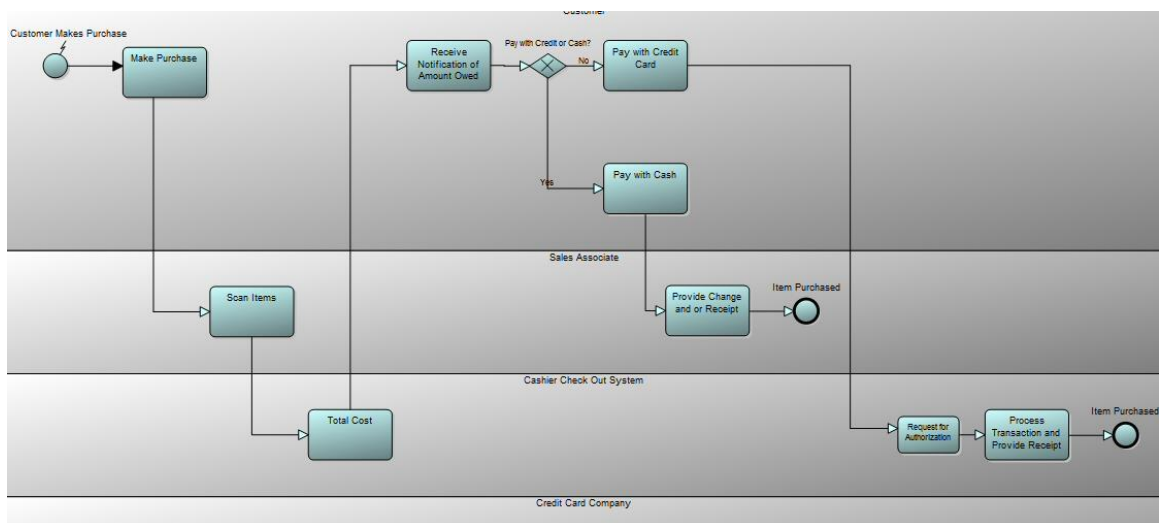 Customer
Customer Makes Purchase
Make Purchase
Receive
Notification of
Amount Owed
Pay with Credit or Cash?
No
Yes
Pay with Credit
Card
Pay with Cash
Sales Associate
Scan Items
Provide Change
and or Receipt
Item Purchased
Cashier Check Out System
Total Cost
Request for
Authorization
Process
Transaction and
Provide Receipt
Item Purchased
Credit Card Company